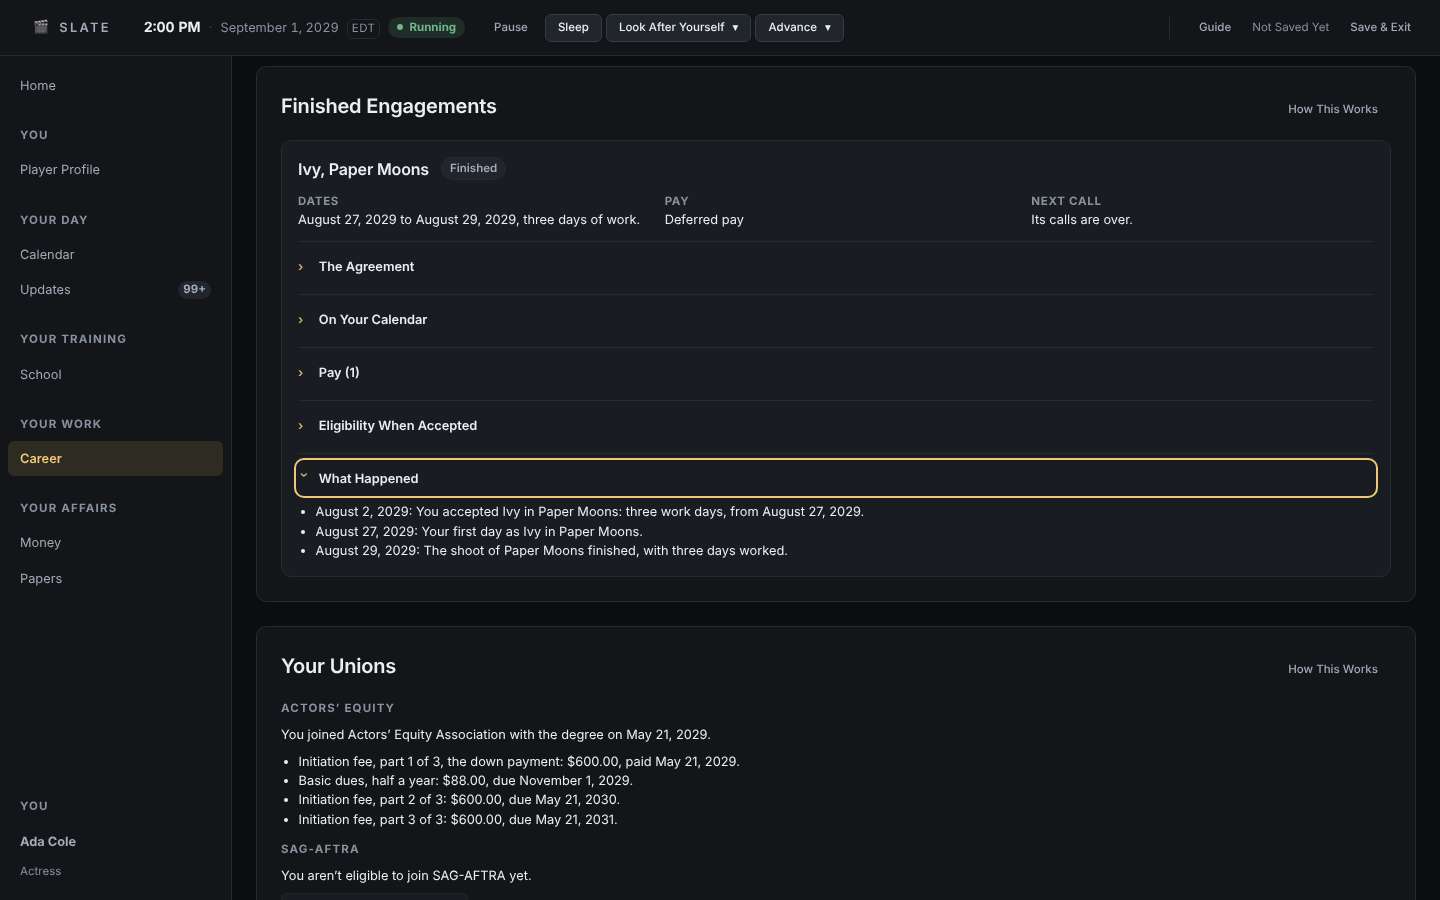 SLATE
2:00 PM · September 1, 2029 EDT Running Pause Sleep Look After Yourself ▾ Advance ▾ Guide Not Saved Yet Save & Exit
Home
YOU
Player Profile
YOUR DAY
Calendar
Updates 99+
YOUR TRAINING
School
YOUR WORK
Career
YOUR AFFAIRS
Money
Papers
YOU
Ada Cole
Actress
Finished Engagements How This Works
Ivy, Paper Moons Finished
DATES PAY NEXT CALL
August 27, 2029 to August 29, 2029, three days of work. Deferred pay Its calls are over.
› The Agreement
› On Your Calendar
› Pay (1)
› Eligibility When Accepted
What Happened
• August 2, 2029: You accepted Ivy in Paper Moons: three work days, from August 27, 2029.
• August 27, 2029: Your first day as Ivy in Paper Moons.
• August 29, 2029: The shoot of Paper Moons finished, with three days worked.
Your Unions How This Works
ACTORS’ EQUITY
You joined Actors’ Equity Association with the degree on May 21, 2029.
• Initiation fee, part 1 of 3, the down payment: $600.00, paid May 21, 2029.
• Basic dues, half a year: $88.00, due November 1, 2029.
• Initiation fee, part 2 of 3: $600.00, due May 21, 2030.
• Initiation fee, part 3 of 3: $600.00, due May 21, 2031.
SAG-AFTRA
You aren’t eligible to join SAG-AFTRA yet.